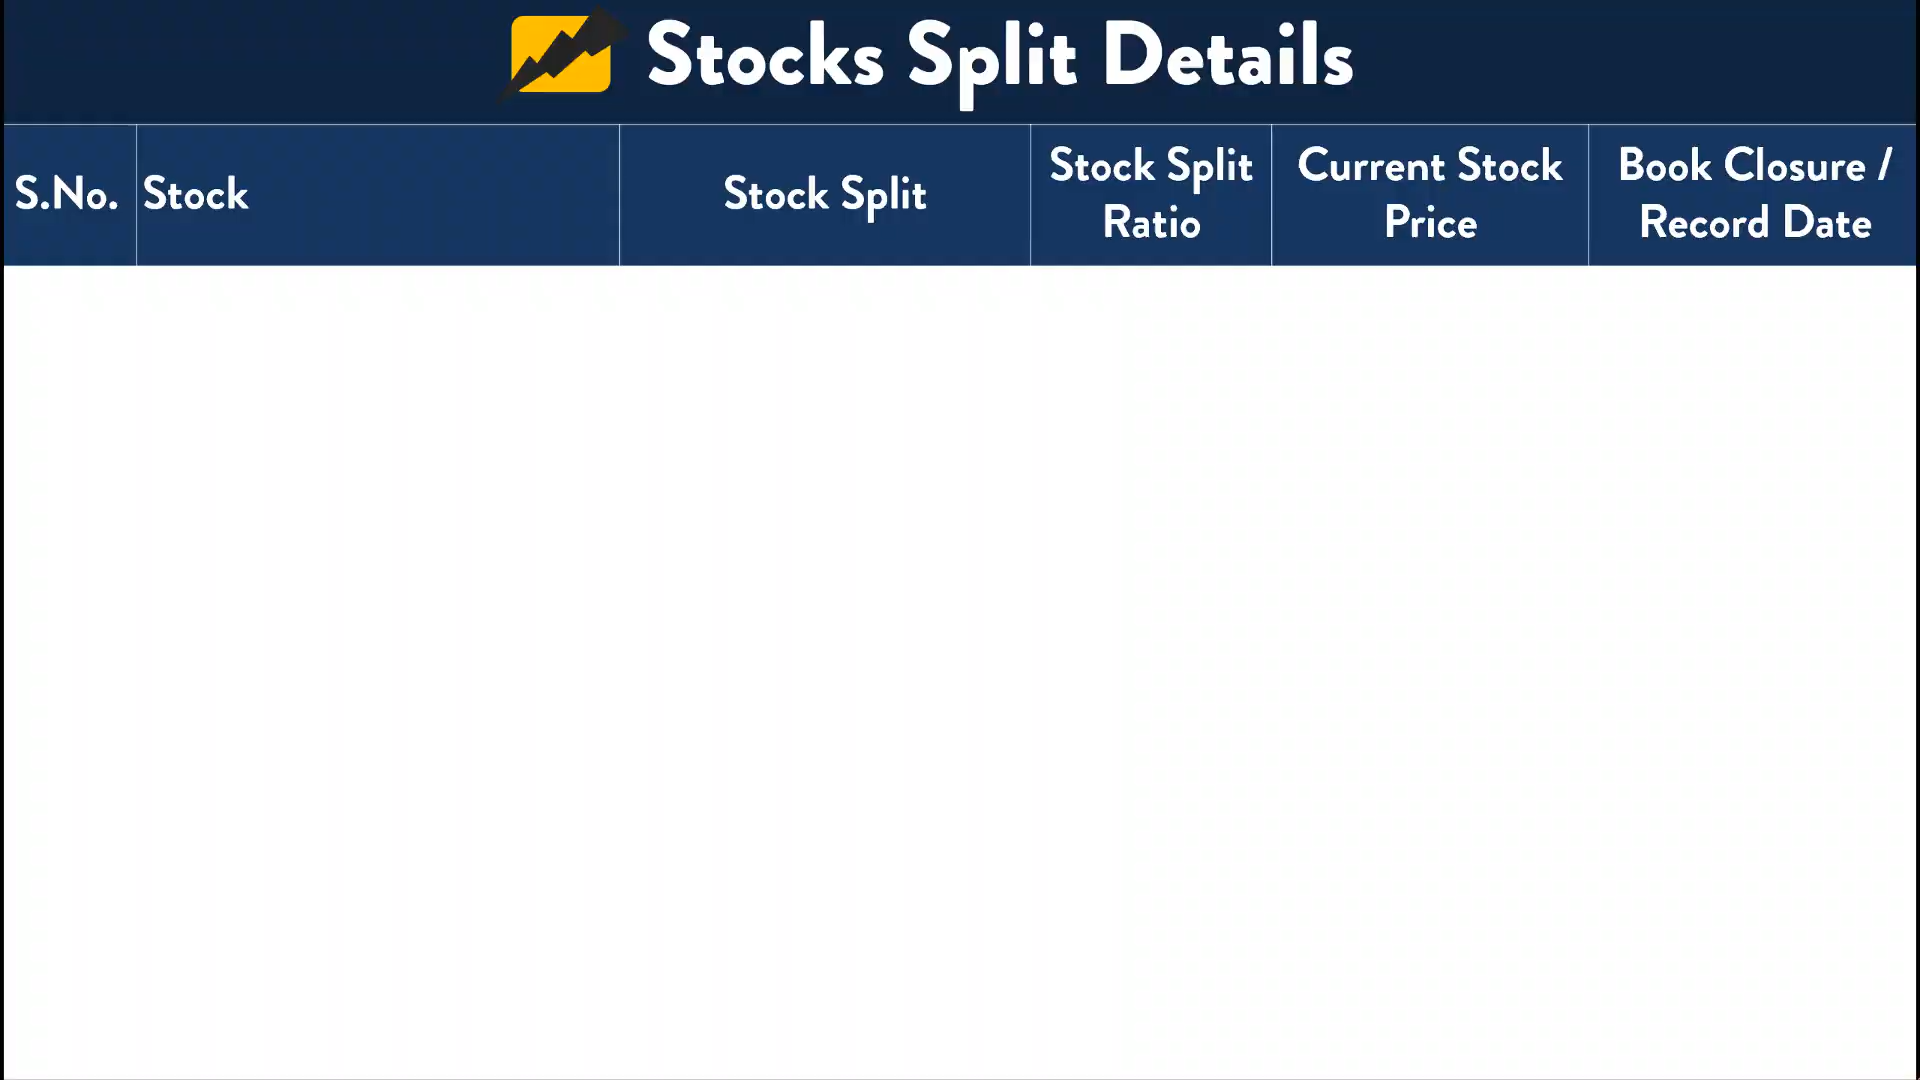 Stocks Split Details
S.No.
Stock
Stock Split
Stock Split
Ratio
Current Stock
Price
Book Closure /
Record Date